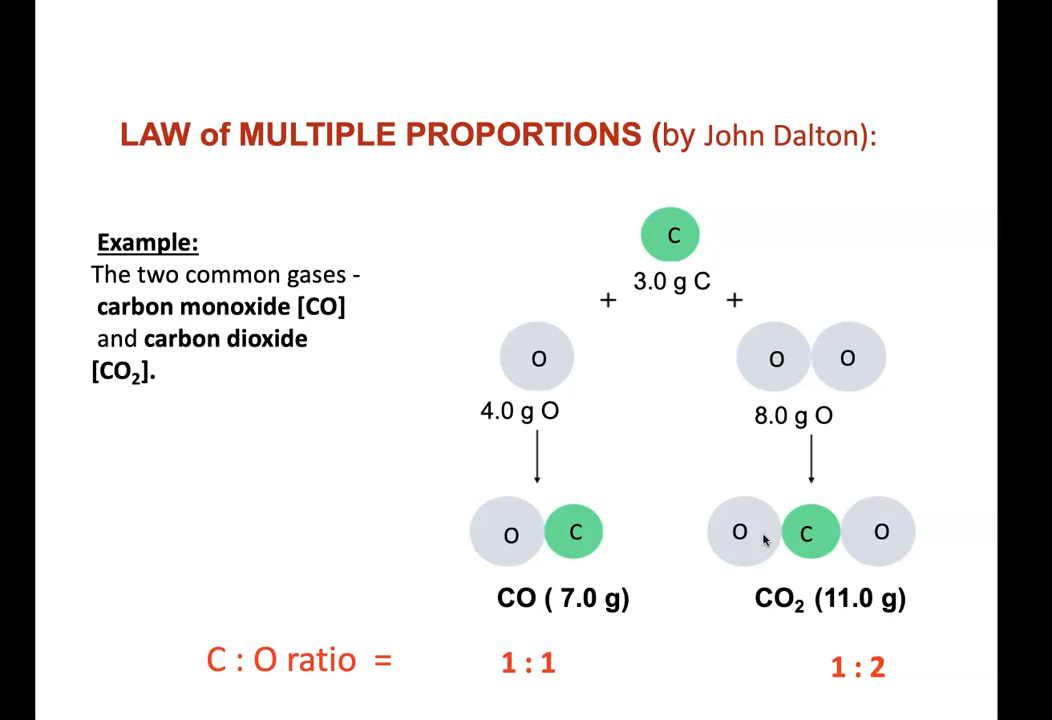 LAW of MULTIPLE PROPORTIONS (by John Dalton):
Example:
The two common gases -
carbon monoxide [CO]
and carbon dioxide
[CO₂].
C
3.0 g C
+ +
O
O O
4.0 g O
8.0 g O
O C
O C O
CO ( 7.0 g)
CO₂ (11.0 g)
C : O ratio = 1 : 1 1 : 2